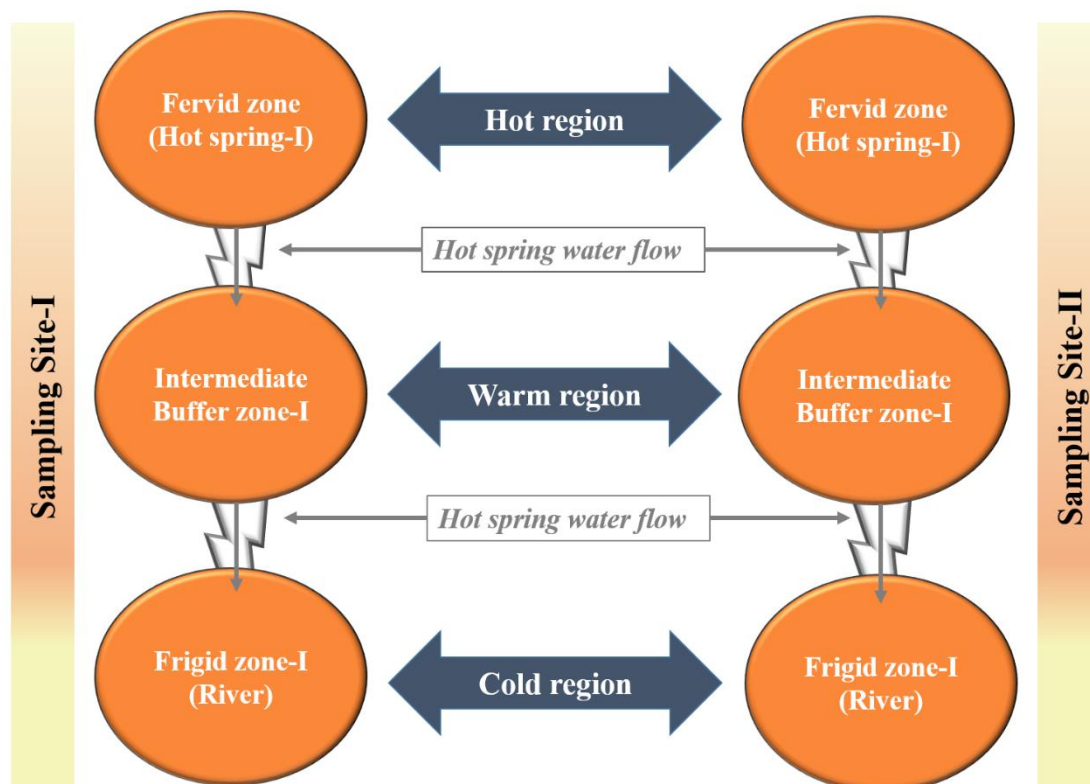 Sampling Site-I
Fervid zone
(Hot spring-I)
Hot region
Fervid zone
(Hot spring-I)
Hot spring water flow
Intermediate
Buffer zone-I
Warm region
Intermediate
Buffer zone-I
Hot spring water flow
Frigid zone-I
(River)
Cold region
Frigid zone-I
(River)
Sampling Site-II